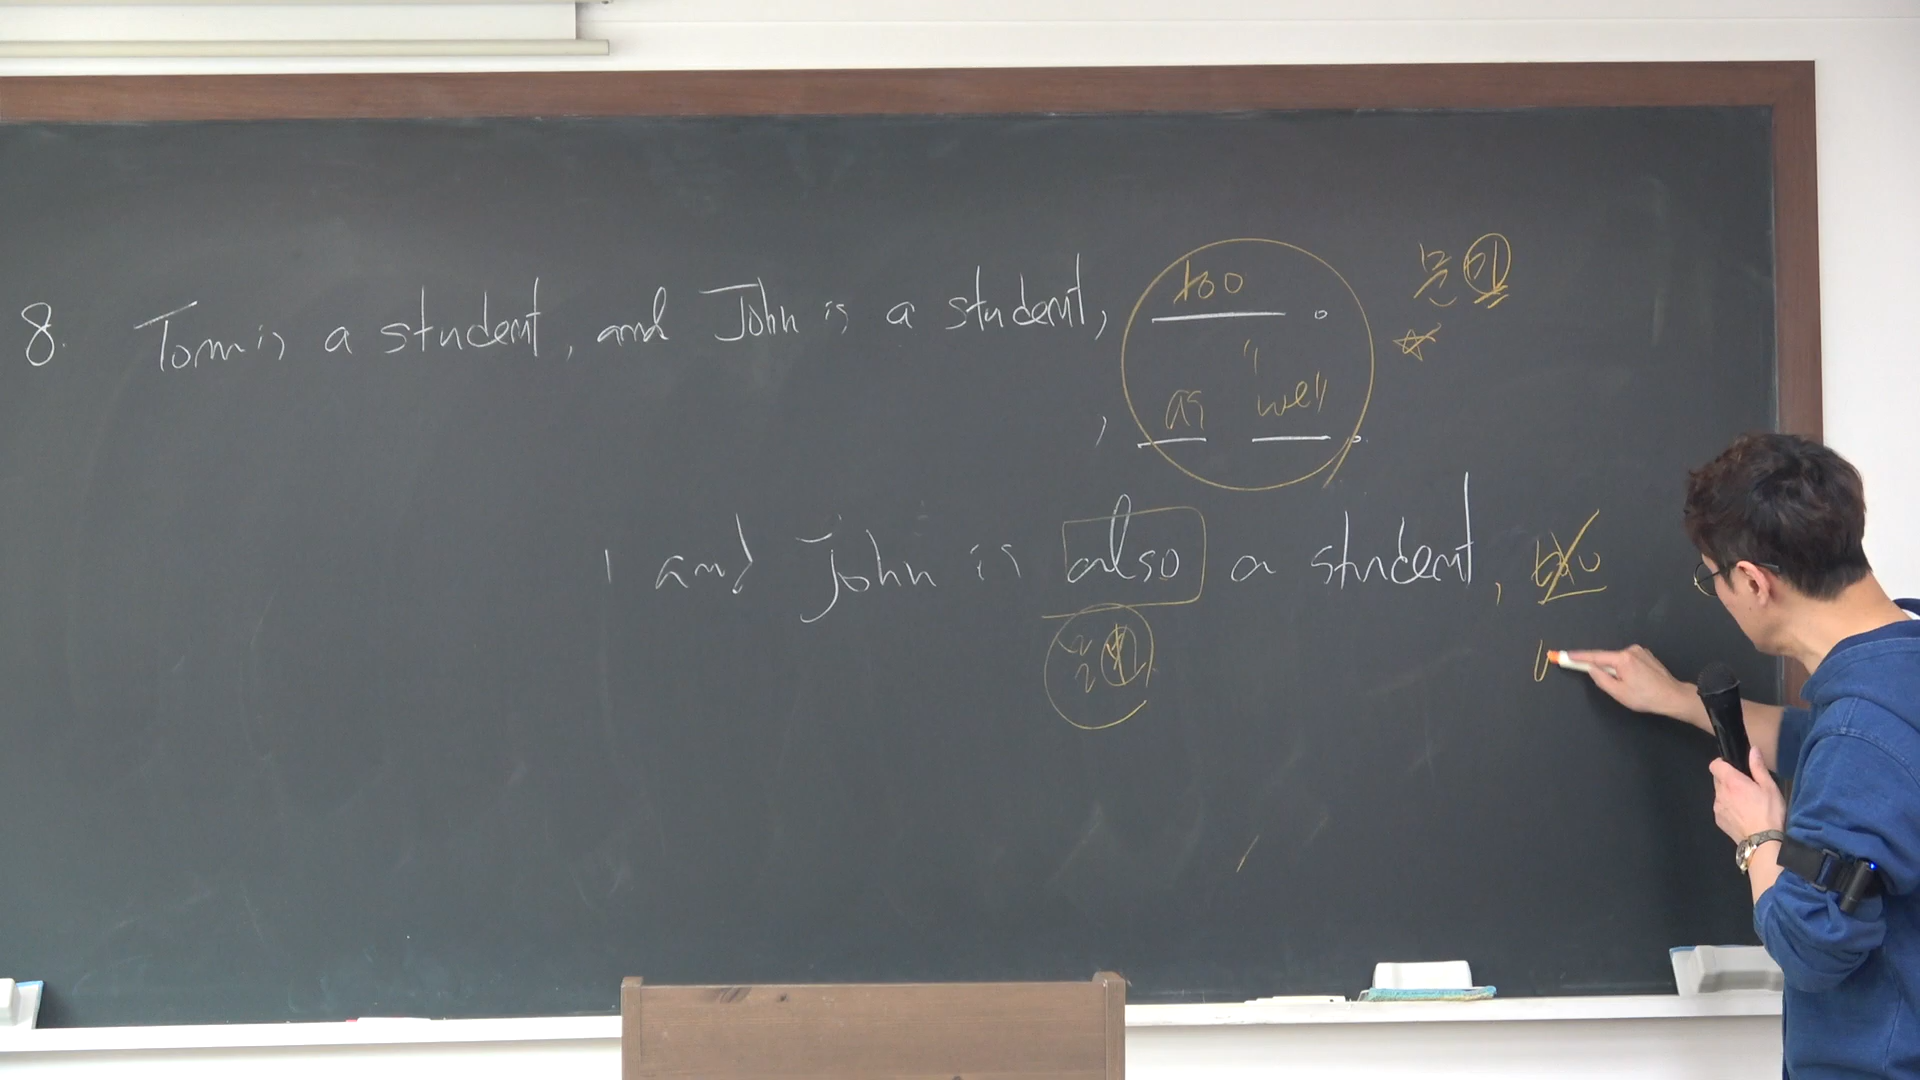 8. Tom is a student, and John is a student, too.
"
, as well.
, and John is also a student, too
문미
중